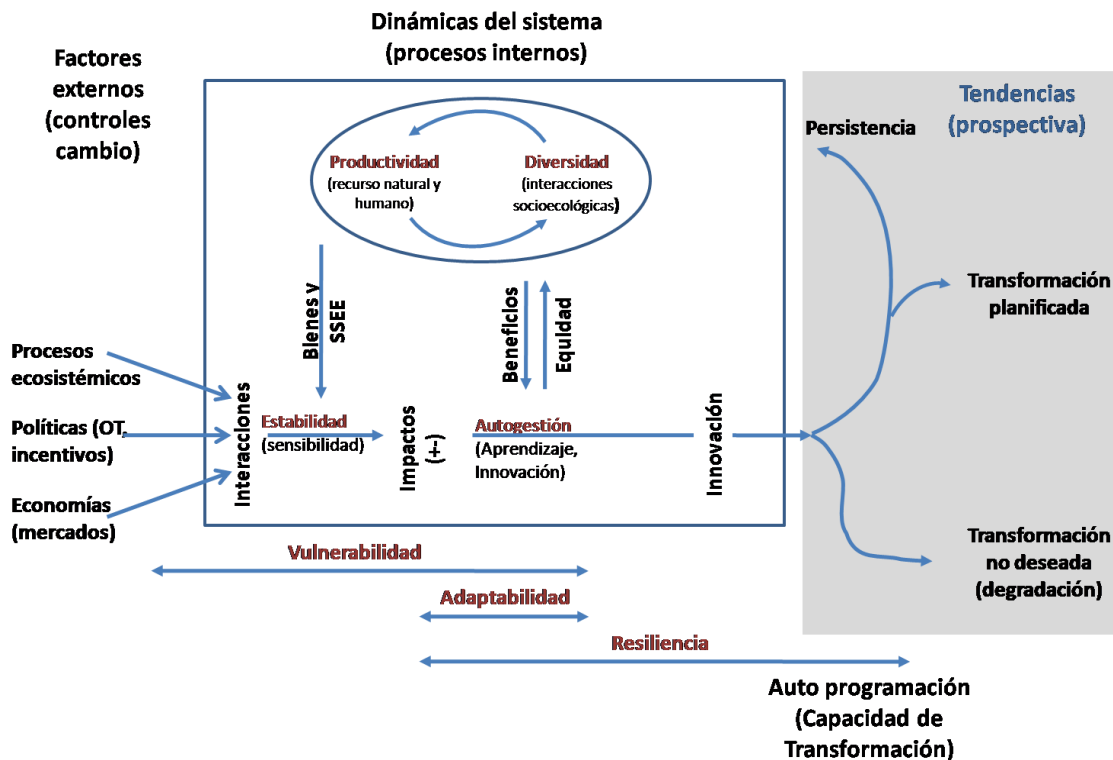 Dinámicas del sistema
(procesos internos)
Factores
externos
(controles
cambio)
Tendencias
(prospectiva)
Persistencia
Productividad
(recurso natural y
humano)
Diversidad
(interacciones
socioecológicas)
Transformación
planificada
Bienes y
SSEE
Beneficios
Equidad
Procesos
ecosistémicos
Políticas (OT,
incentivos)
Economías
(mercados)
Interacciones
Estabilidad
(sensibilidad)
Impactos
(+-)
Autogestión
(Aprendizaje,
Innovación)
Innovación
Transformación
no deseada
(degradación)
Vulnerabilidad
Adaptabilidad
Resiliencia
Auto programación
(Capacidad de
Transformación)